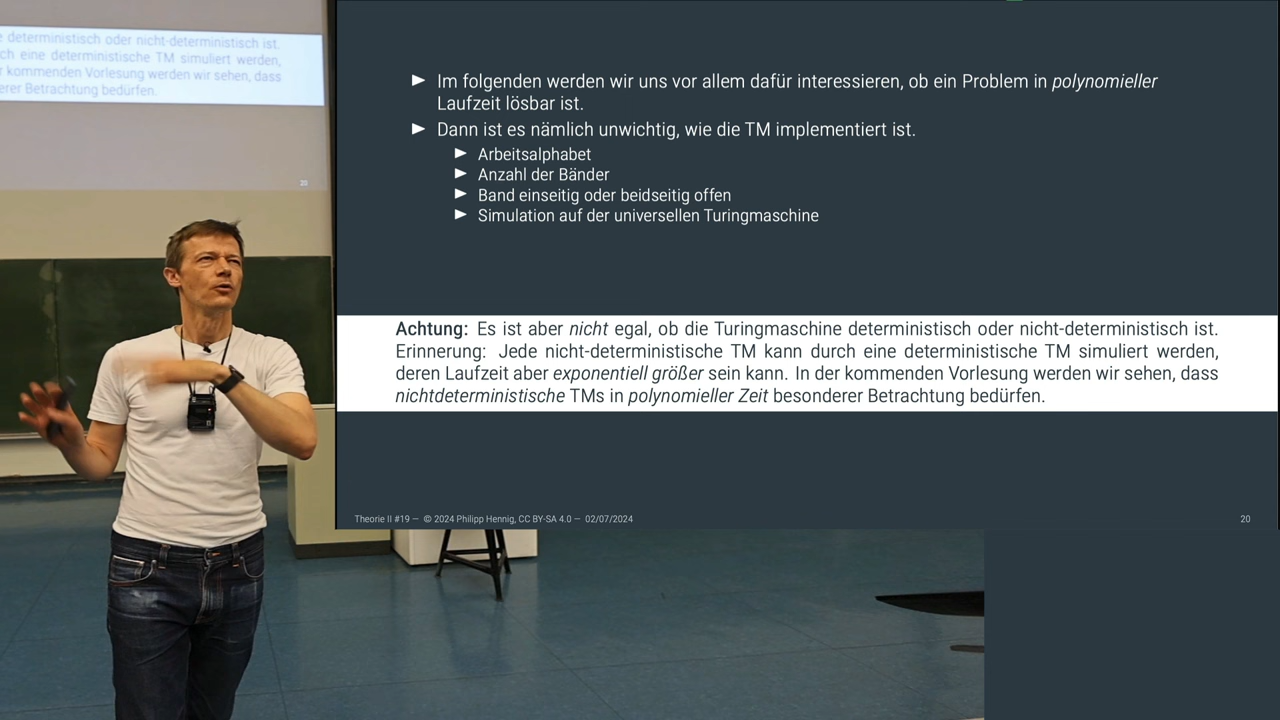 e deterministisch oder nicht-deterministisch ist.
ch eine deterministische TM simuliert werden,
r kommenden Vorlesung werden wir sehen, dass
erer Betrachtung bedürfen.
20
► Im folgenden werden wir uns vor allem dafür interessieren, ob ein Problem in polynomieller
Laufzeit lösbar ist.
► Dann ist es nämlich unwichtig, wie die TM implementiert ist.
► Arbeitsalphabet
► Anzahl der Bänder
► Band einseitig oder beidseitig offen
► Simulation auf der universellen Turingmaschine
Achtung: Es ist aber nicht egal, ob die Turingmaschine deterministisch oder nicht-deterministisch ist.
Erinnerung: Jede nicht-deterministische TM kann durch eine deterministische TM simuliert werden,
deren Laufzeit aber exponentiell größer sein kann. In der kommenden Vorlesung werden wir sehen, dass
nichtdeterministische TMs in polynomieller Zeit besonderer Betrachtung bedürfen.
Theorie II #19 — © 2024 Philipp Hennig, CC BY-SA 4.0 — 02/07/2024
20